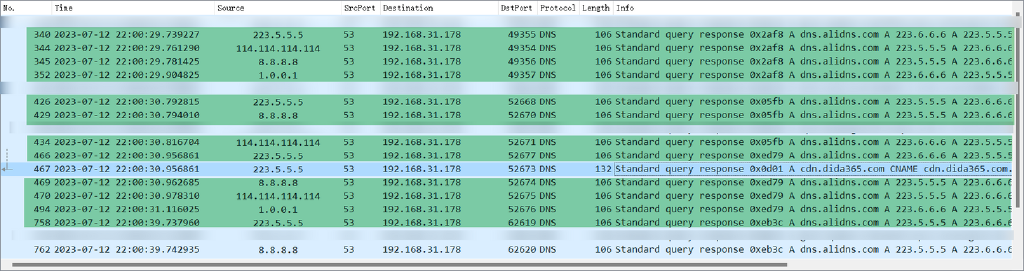 No. Time Source SrcPort Destination DstPort Protocol Length Info
340 2023-07-12 22:00:29.739227 223.5.5.5 53 192.168.31.178 49355 DNS 106 Standard query response 0x2af8 A dns.alidns.com A 223.6.6.6 A 223.5.5.5
344 2023-07-12 22:00:29.761290 114.114.114.114 53 192.168.31.178 49354 DNS 106 Standard query response 0x2af8 A dns.alidns.com A 223.5.5.5 A 223.6.6.6
345 2023-07-12 22:00:29.781425 8.8.8.8 53 192.168.31.178 49356 DNS 106 Standard query response 0x2af8 A dns.alidns.com A 223.6.6.6 A 223.5.5.5
352 2023-07-12 22:00:29.904825 1.0.0.1 53 192.168.31.178 49357 DNS 106 Standard query response 0x2af8 A dns.alidns.com A 223.6.6.6 A 223.5.5.5
426 2023-07-12 22:00:30.792815 223.5.5.5 53 192.168.31.178 52668 DNS 106 Standard query response 0x05fb A dns.alidns.com A 223.5.5.5 A 223.6.6.6
429 2023-07-12 22:00:30.794010 8.8.8.8 53 192.168.31.178 52670 DNS 106 Standard query response 0x05fb A dns.alidns.com A 223.5.5.5 A 223.6.6.6
434 2023-07-12 22:00:30.816704 114.114.114.114 53 192.168.31.178 52671 DNS 106 Standard query response 0x05fb A dns.alidns.com A 223.5.5.5 A 223.6.6.6
466 2023-07-12 22:00:30.956861 223.5.5.5 53 192.168.31.178 52677 DNS 106 Standard query response 0xed79 A dns.alidns.com A 223.6.6.6 A 223.5.5.5
467 2023-07-12 22:00:30.956861 223.5.5.5 53 192.168.31.178 52673 DNS 132 Standard query response 0x0d01 A cdn.dida365.com CNAME cdn.dida365.com.
469 2023-07-12 22:00:30.962685 8.8.8.8 53 192.168.31.178 52674 DNS 106 Standard query response 0xed79 A dns.alidns.com A 223.5.5.5 A 223.6.6.6
470 2023-07-12 22:00:30.978310 114.114.114.114 53 192.168.31.178 52675 DNS 106 Standard query response 0xed79 A dns.alidns.com A 223.5.5.5 A 223.6.6.6
494 2023-07-12 22:00:31.116025 1.0.0.1 53 192.168.31.178 52676 DNS 106 Standard query response 0xed79 A dns.alidns.com A 223.5.5.5 A 223.6.6.6
758 2023-07-12 22:00:39.737960 223.5.5.5 53 192.168.31.178 62619 DNS 106 Standard query response 0xeb3c A dns.alidns.com A 223.5.5.5 A 223.6.6.6
762 2023-07-12 22:00:39.742935 8.8.8.8 53 192.168.31.178 62620 DNS 106 Standard query response 0xeb3c A dns.alidns.com A 223.5.5.5 A 223.6.6.6